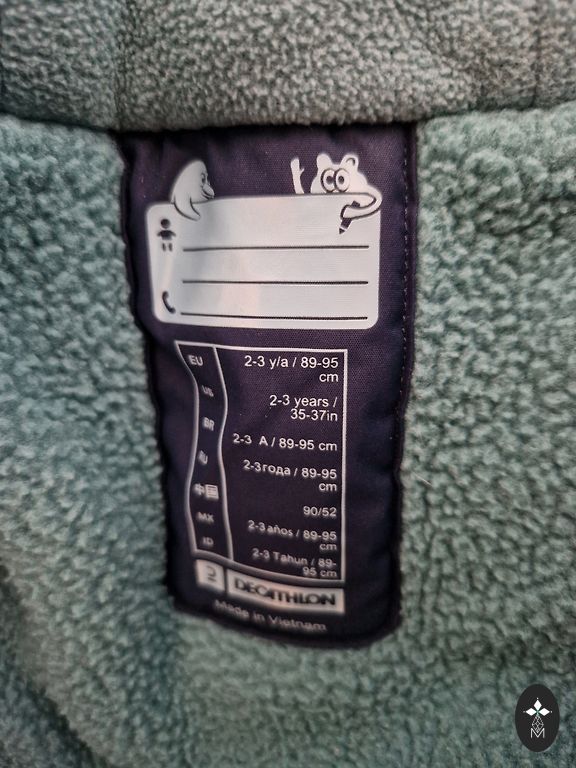 EU 2-3 y/a / 89-95
cm
US 2-3 years /
35-37in
BR 2-3 A / 89-95 cm
RU 2-3года / 89-95
cm
中国 90/52
MX 2-3 años / 89-95
cm
ID 2-3 Tahun / 89-
95 cm
2 DECATHLON
Made in Vietnam
M